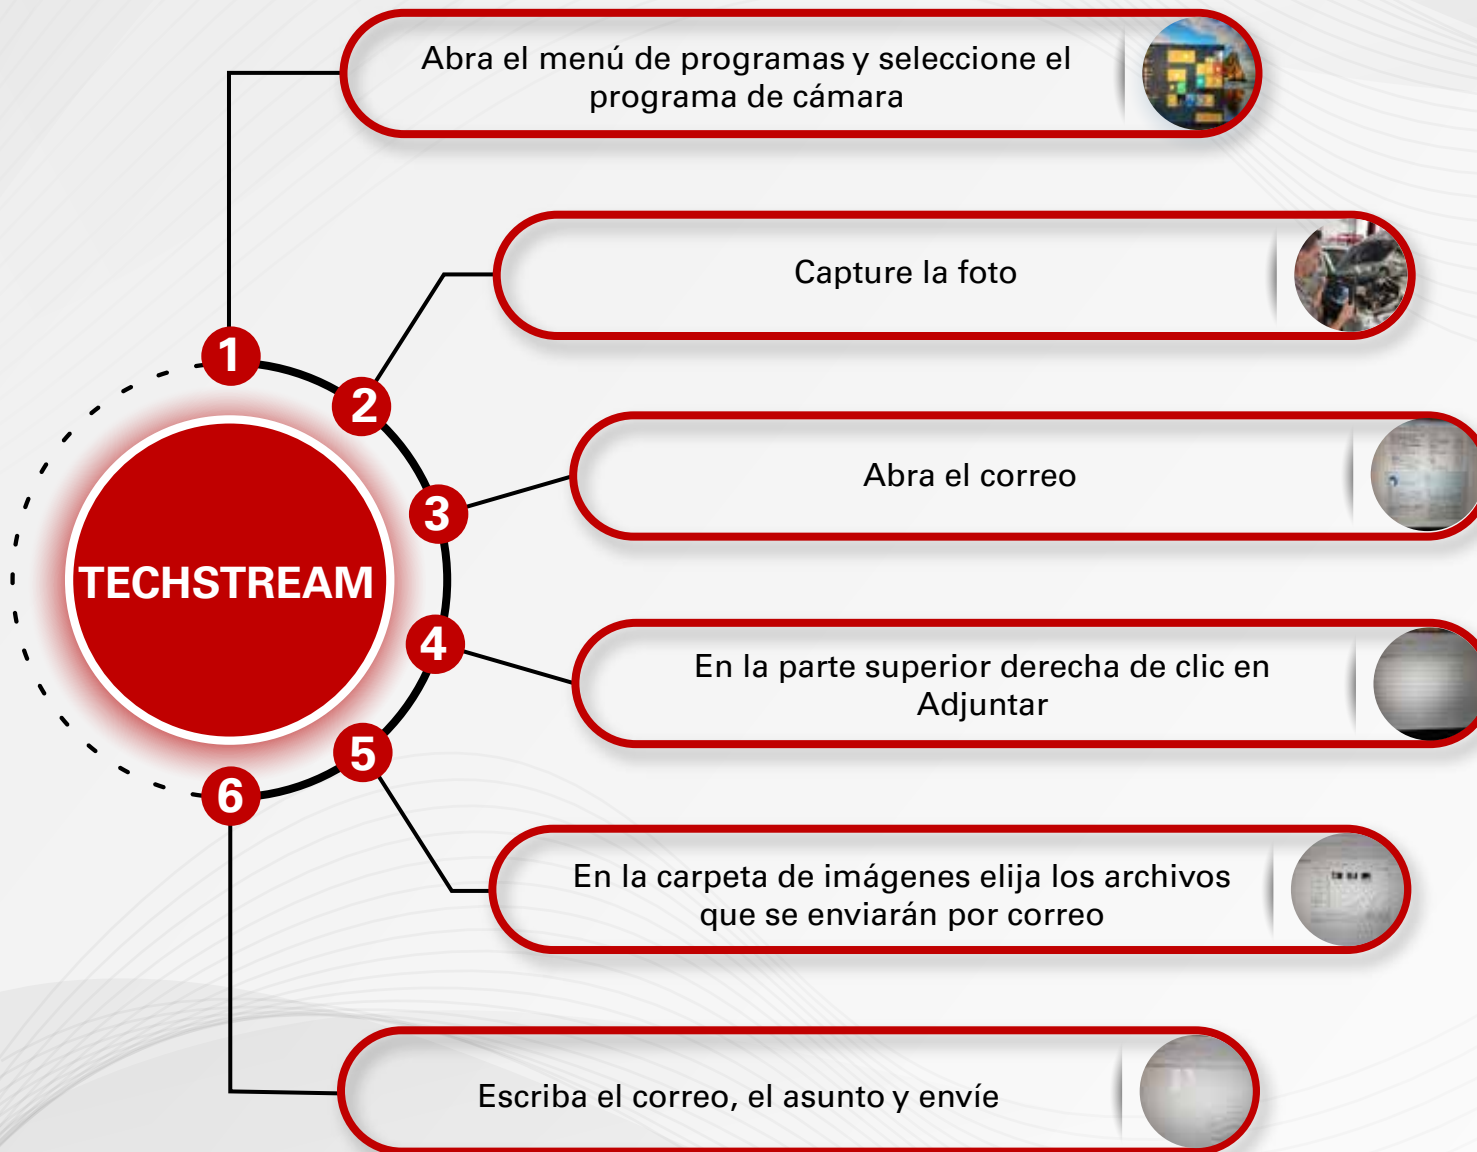 Abra el menú de programas y seleccione el
programa de cámara
Capture la foto
Abra el correo
En la parte superior derecha de clic en
Adjuntar
En la carpeta de imágenes elija los archivos
que se enviarán por correo
Escriba el correo, el asunto y envíe
1
2
3
4
5
6
TECHSTREAM